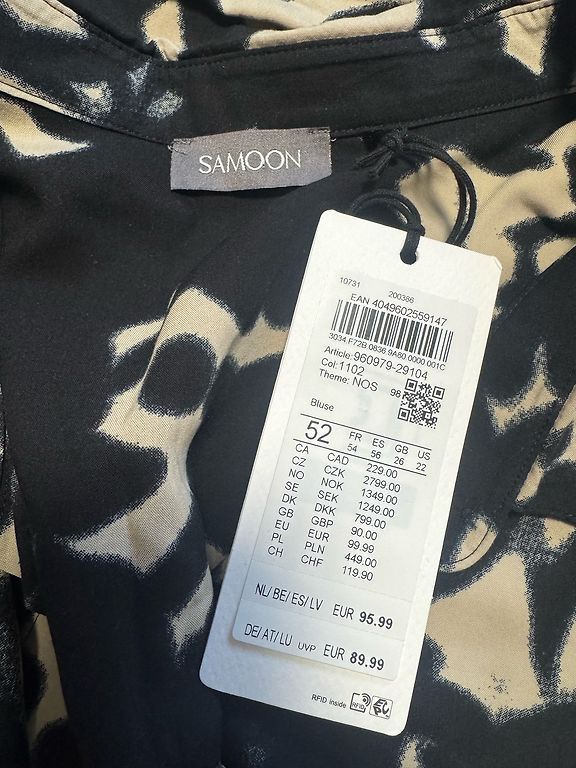 SAMOON
10731 200386
EAN 4049602559147
3034.F72B.0836.9A80.0000.001C
Article: 960979-29104
Col: 1102
Theme: NOS
98
Bluse
52 FR ES GB US
54 56 26 22
CA CAD 229.00
CZ CZK 2799.00
NO NOK 1349.00
SE SEK 1249.00
DK DKK 799.00
GB GBP 90.00
EU EUR 99.99
PL PLN 449.00
CH CHF 119.90
NL/BE/ES/LV EUR 95.99
DE/AT/LU UVP EUR 89.99
RFID inside RFID